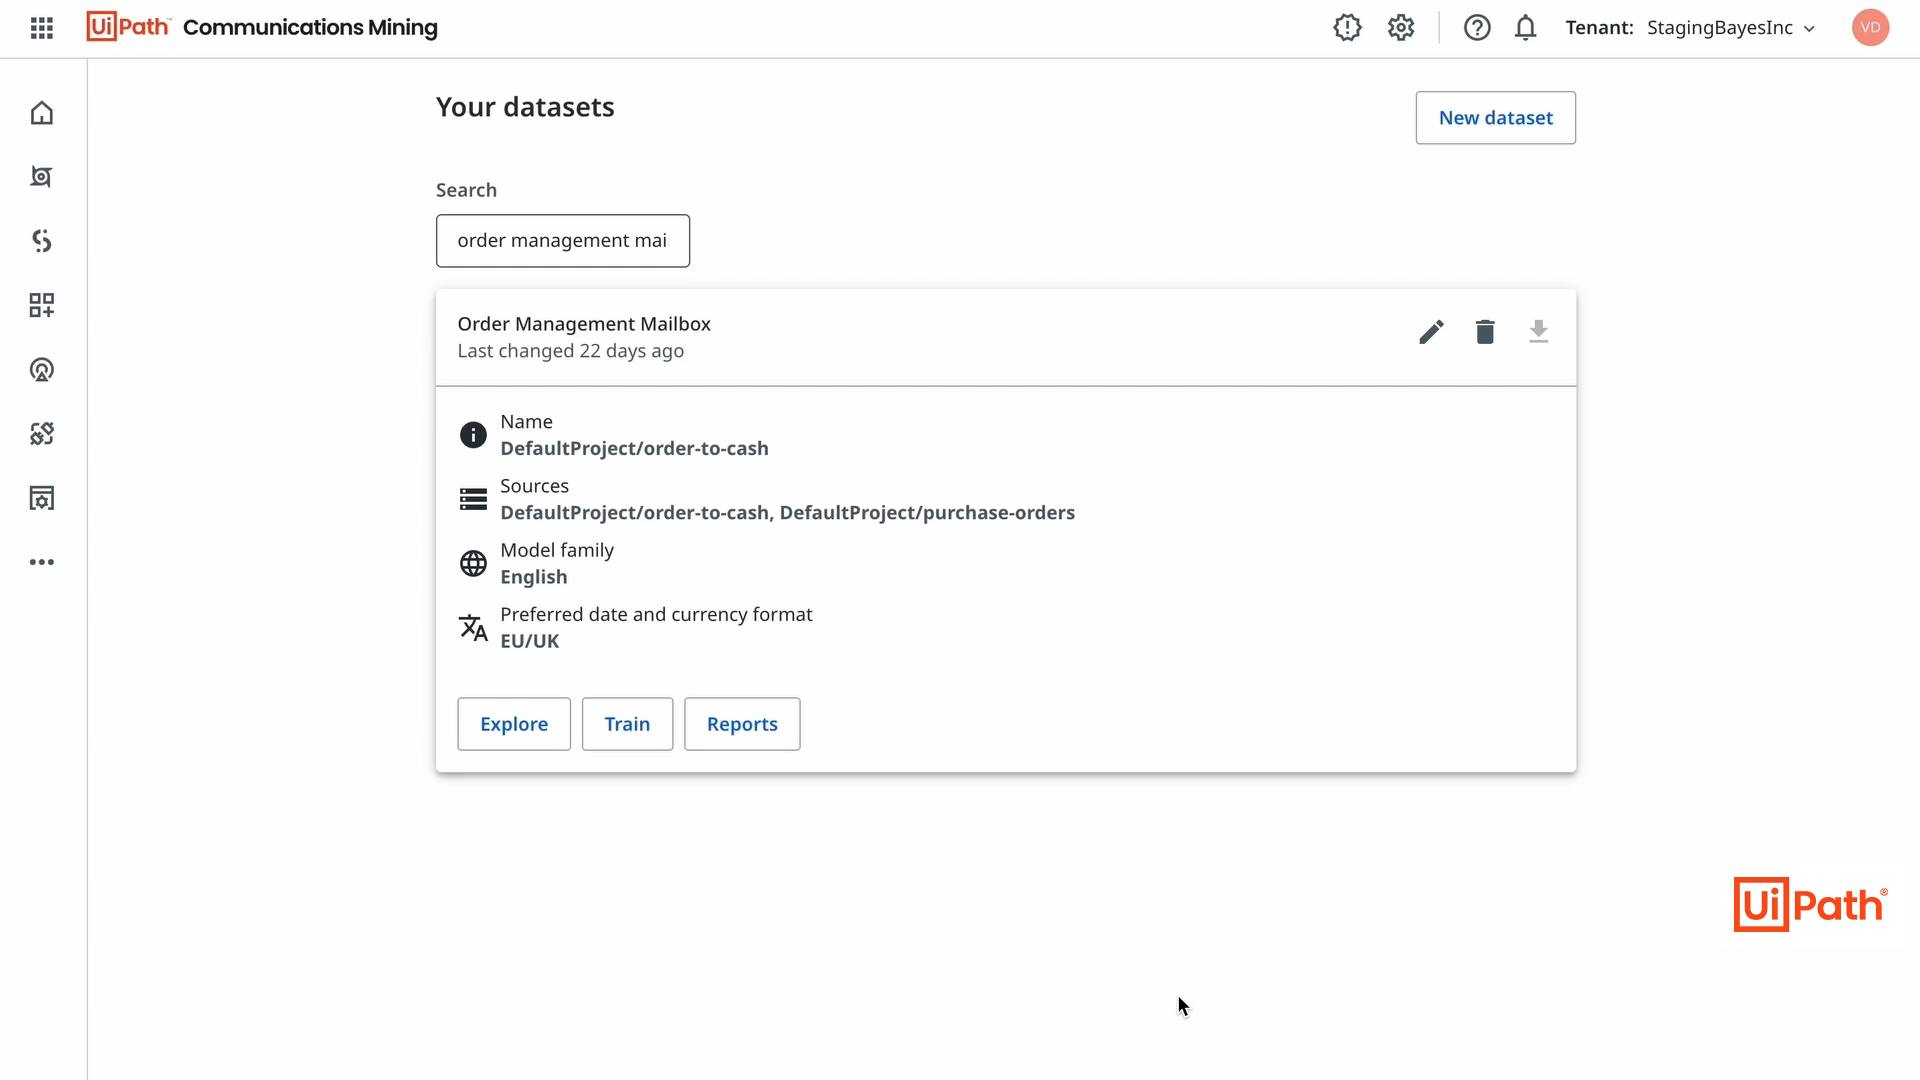 UiPath Communications Mining
Tenant: StagingBayesInc
VD
Your datasets
New dataset
Search
order management mai
Order Management Mailbox
Last changed 22 days ago
Name
DefaultProject/order-to-cash
Sources
DefaultProject/order-to-cash, DefaultProject/purchase-orders
Model family
English
Preferred date and currency format
EU/UK
Explore Train Reports
UiPath®